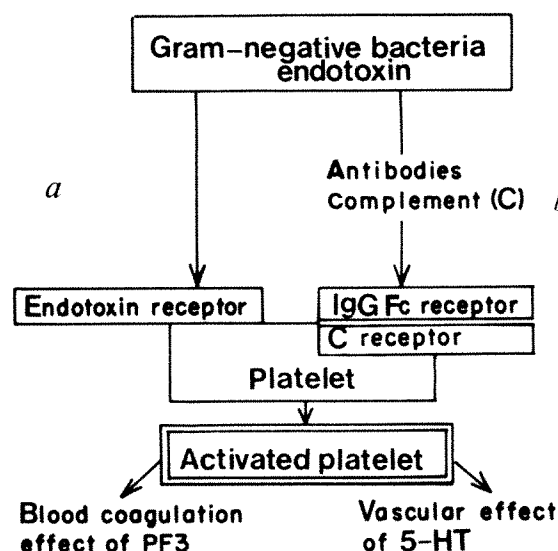 Gram-negative bacteria
endotoxin
a
Antibodies
Complement (C)
Endotoxin receptor
IgG Fc receptor
C receptor
Platelet
Activated platelet
Blood coagulation
effect of PF3
Vascular effect
of 5-HT